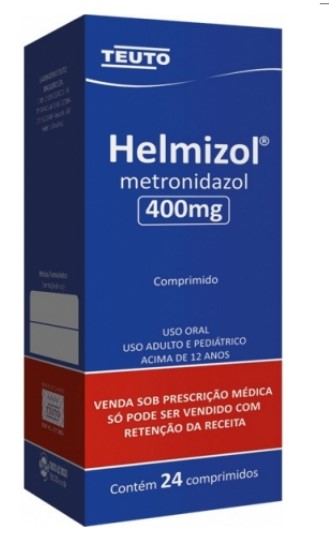 TEUTO
Helmizol®
metronidazol
400mg
Comprimido
USO ORAL
USO ADULTO E PEDIÁTRICO
ACIMA DE 12 ANOS
VENDA SOB PRESCRIÇÃO MÉDICA
SÓ PODE SER VENDIDO COM
RETENÇÃO DA RECEITA
Contém 24 comprimidos
TEUTO